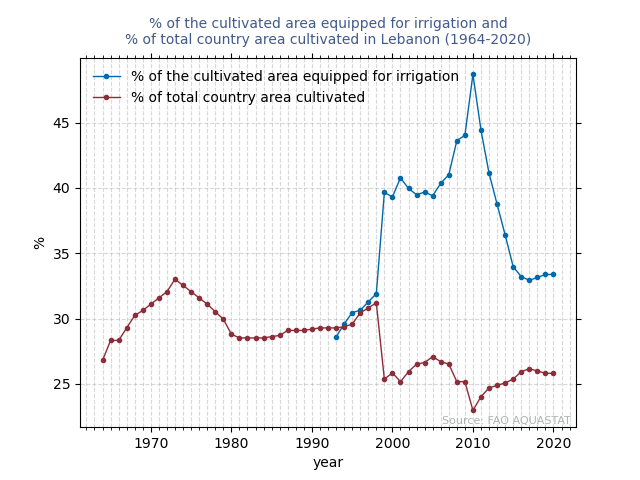 % of the cultivated area equipped for irrigation and
% of total country area cultivated in Lebanon (1964-2020)
% of the cultivated area equipped for irrigation
% of total country area cultivated
45
40
35
30
25
%
Source: FAO AQUASTAT
1970 1980 1990 2000 2010 2020
year